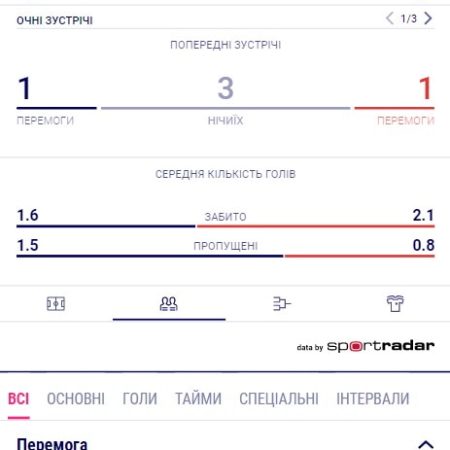 ОЧНІ ЗУСТРІЧІ 1/3
ПОПЕРЕДНІ ЗУСТРІЧІ
1 3 1
ПЕРЕМОГИ НІЧИЇХ ПЕРЕМОГИ
СЕРЕДНЯ КІЛЬКІСТЬ ГОЛІВ
1.6 ЗАБИТО 2.1
1.5 ПРОПУЩЕНІ 0.8
data by sportradar
ВСІ ОСНОВНІ ГОЛИ ТАЙМИ СПЕЦІАЛЬНІ ІНТЕРВАЛИ
Перемога